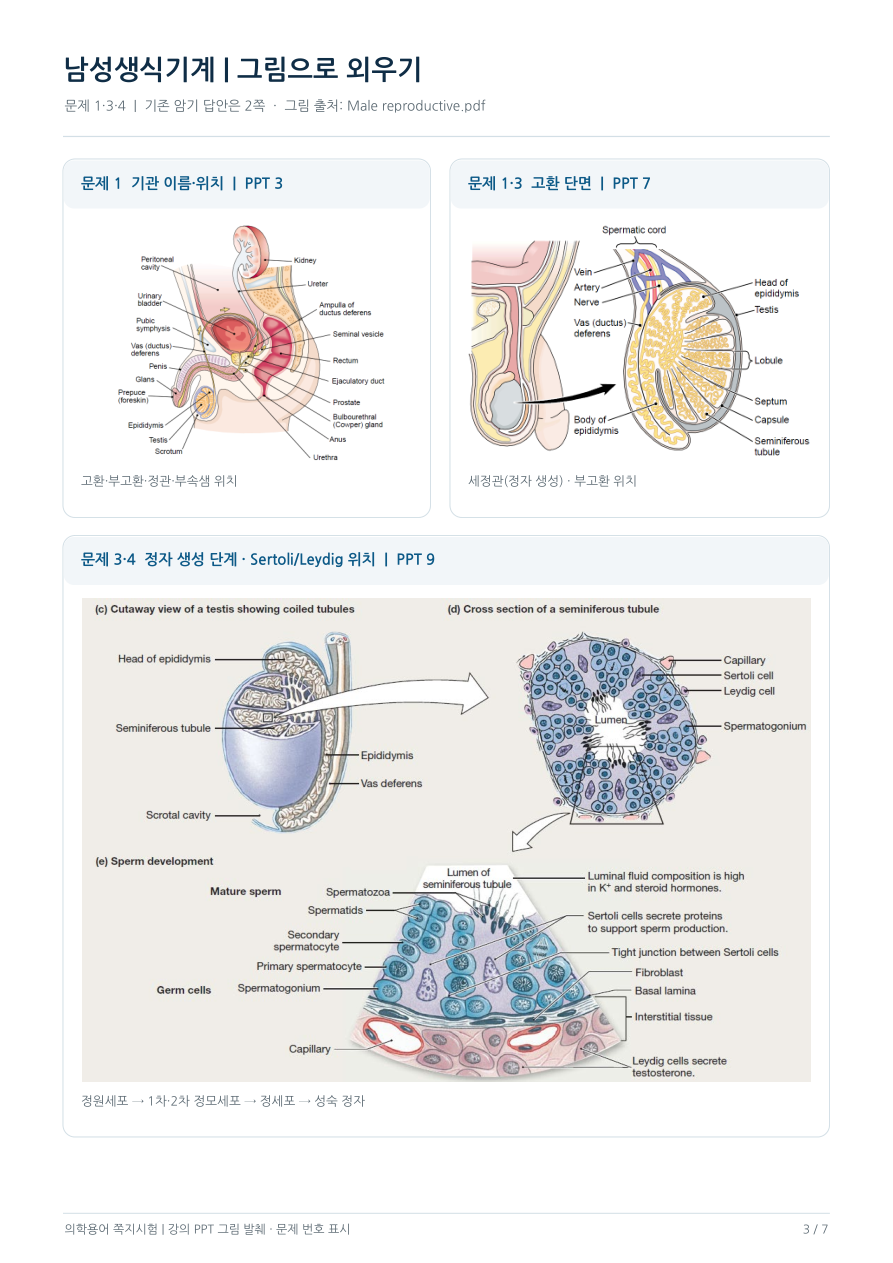 남성생식기계 | 그림으로 외우기
문제 1·3·4 | 기존 암기 답안은 2쪽 · 그림 출처: Male reproductive.pdf
문제 1 기관 이름·위치 | PPT 3
Peritoneal
cavity
Urinary
bladder
Pubic
symphysis
Vas (ductus)
deferens
Penis
Glans
Prepuce
(foreskin)
Epididymis
Testis
Scrotum
Kidney
Ureter
Ampulla of
ductus deferens
Seminal vesicle
Rectum
Ejaculatory duct
Prostate
Bulbourethral
(Cowper) gland
Anus
Urethra
고환·부고환·정관·부속샘 위치
문제 1·3 고환 단면 | PPT 7
Spermatic cord
Vein
Artery
Nerve
Vas (ductus)
deferens
Body of
epididymis
Head of
epididymis
Testis
Lobule
Septum
Capsule
Seminiferous
tubule
세정관(정자 생성) · 부고환 위치
문제 3·4 정자 생성 단계 · Sertoli/Leydig 위치 | PPT 9
(c) Cutaway view of a testis showing coiled tubules
Head of epididymis
Seminiferous tubule
Epididymis
Vas deferens
Scrotal cavity
(d) Cross section of a seminiferous tubule
Capillary
Sertoli cell
Leydig cell
Lumen
Spermatogonium
(e) Sperm development
Lumen of
seminiferous tubule
Mature sperm
Spermatozoa
Spermatids
Secondary
spermatocyte
Primary spermatocyte
Germ cells
Spermatogonium
Capillary
Luminal fluid composition is high
in K⁺ and steroid hormones.
Sertoli cells secrete proteins
to support sperm production.
Tight junction between Sertoli cells
Fibroblast
Basal lamina
Interstitial tissue
Leydig cells secrete
testosterone.
정원세포 → 1차·2차 정모세포 → 정세포 → 성숙 정자
의학용어 쪽지시험 | 강의 PPT 그림 발췌 · 문제 번호 표시
3 / 7